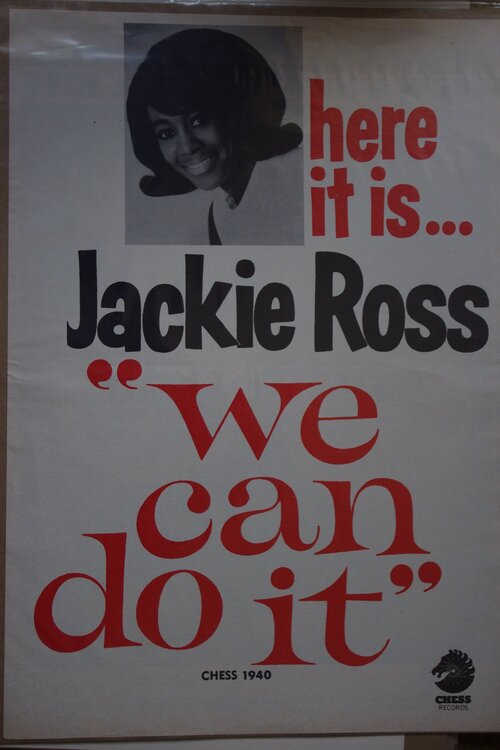 here
it is...
Jackie Ross
“we
can
do it”
CHESS 1940
CHESS
RECORDS